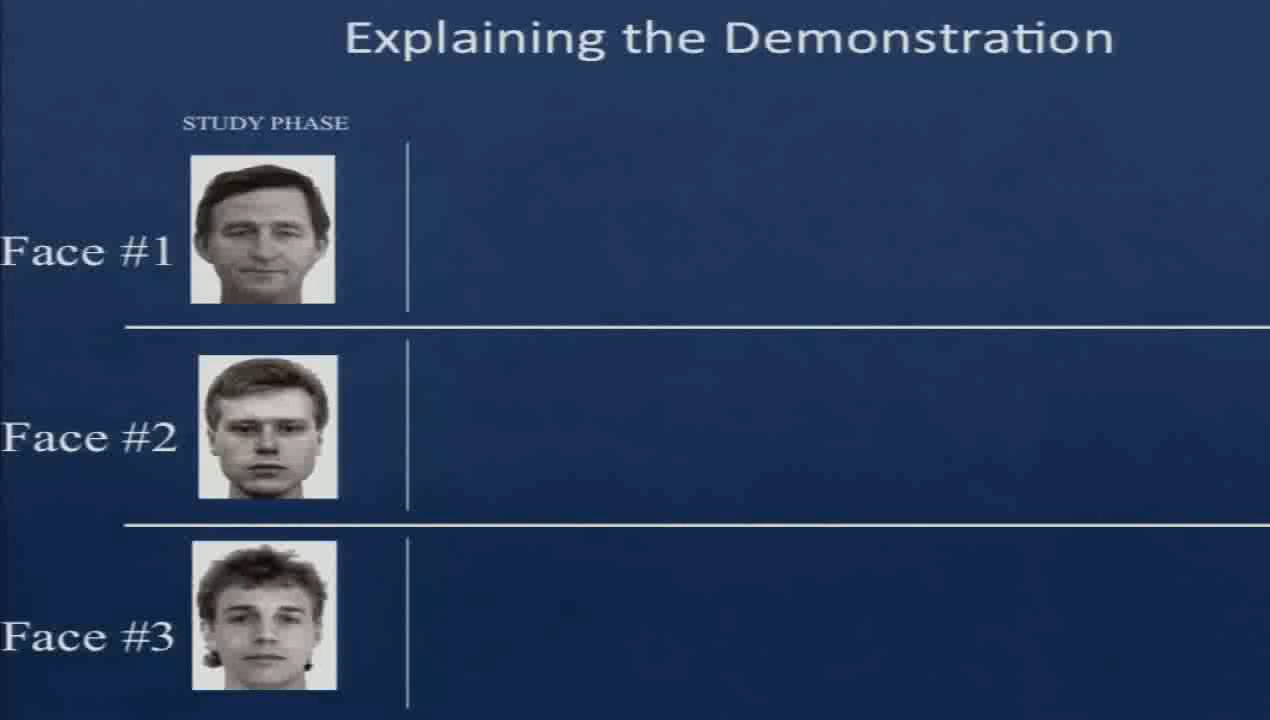 Explaining the Demonstration
STUDY PHASE
Face #1
Face #2
Face #3